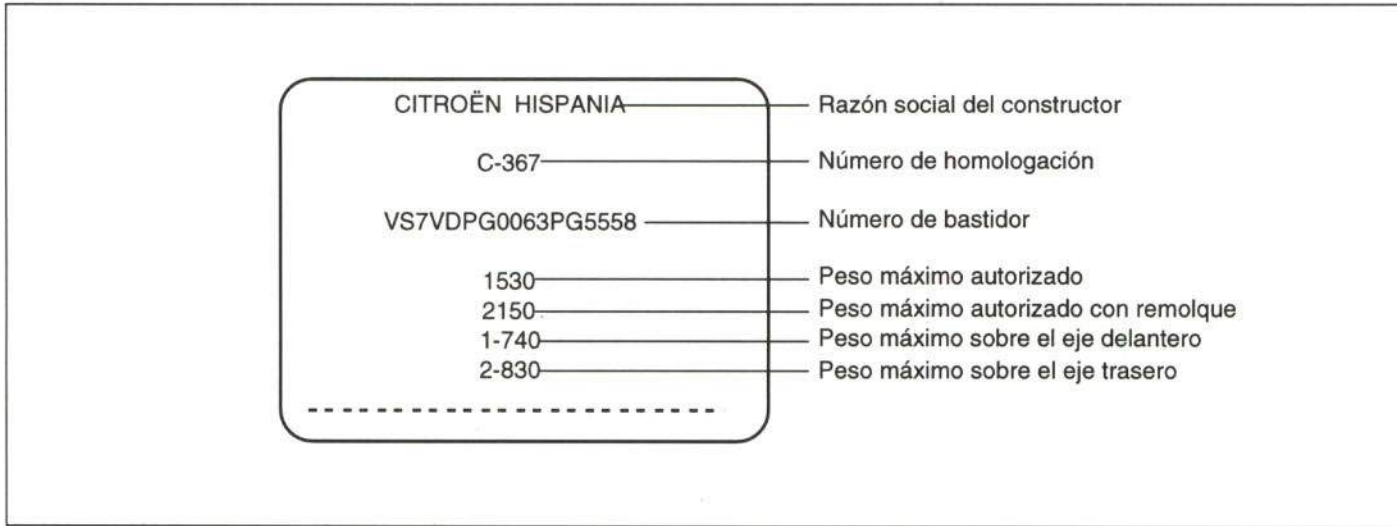 CITROËN HISPANIA Razón social del constructor
C-367 Número de homologación
VS7VDPG0063PG5558 Número de bastidor
1530 Peso máximo autorizado
2150 Peso máximo autorizado con remolque
1-740 Peso máximo sobre el eje delantero
2-830 Peso máximo sobre el eje trasero